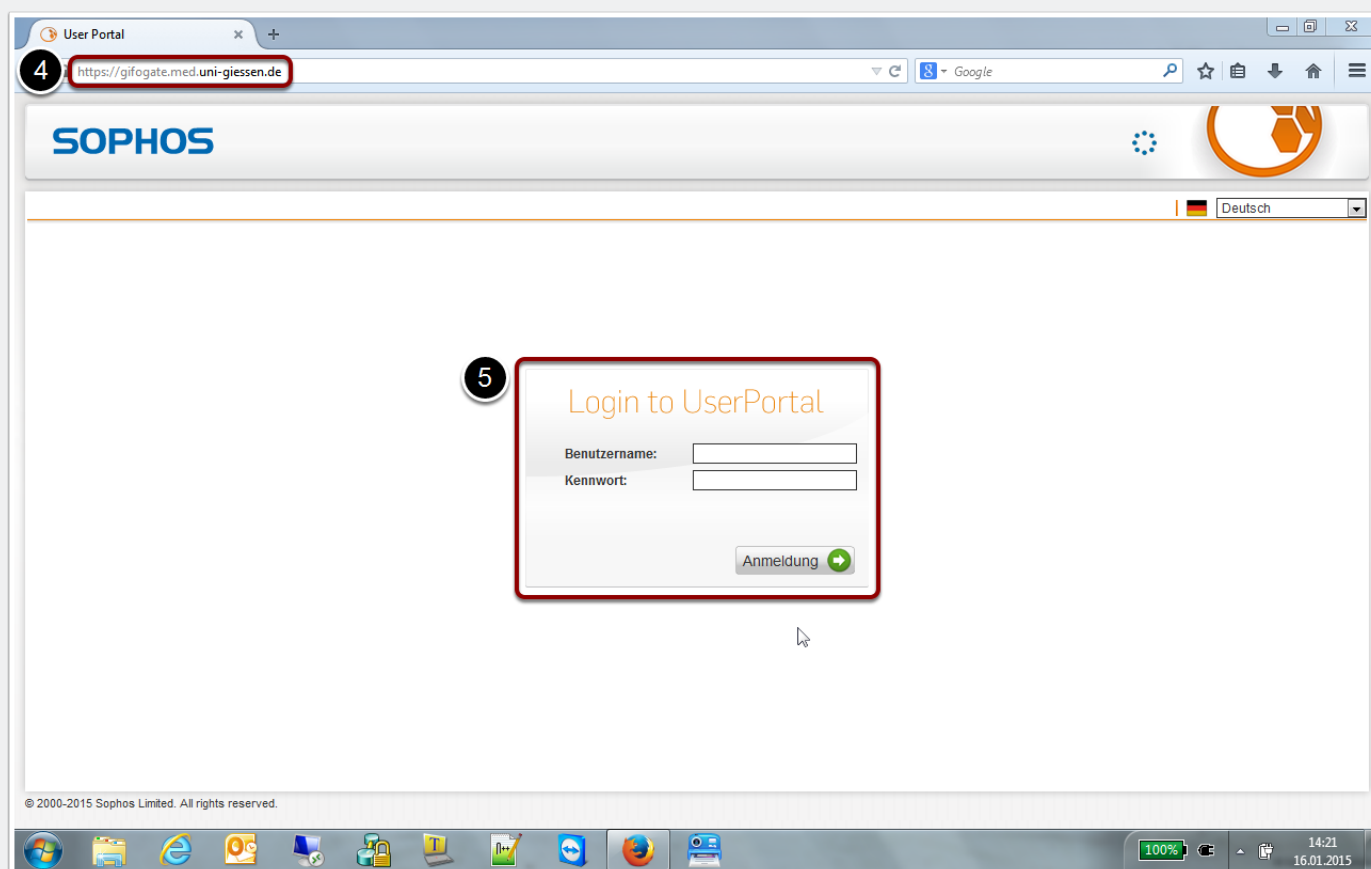 User Portal
4
https://gifogate.med.uni-giessen.de
8
Google
SOPHOS
Deutsch
5
Login to UserPortal
Benutzername:
Kennwort:
Anmeldung
© 2000-2015 Sophos Limited. All rights reserved.
100%
14:21
16.01.2015